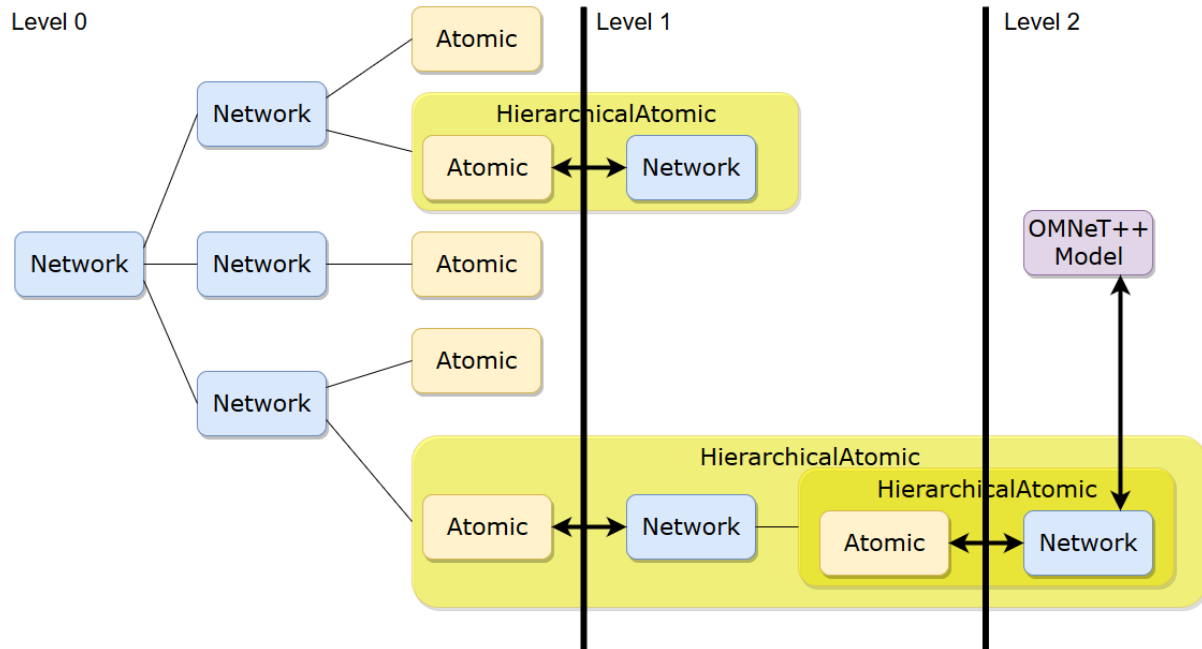 Level 0
Level 1
Level 2
Atomic
Network
HierarchicalAtomic
Atomic
Network
OMNeT++
Model
Network
Network
Atomic
Atomic
Network
HierarchicalAtomic
HierarchicalAtomic
Atomic
Network
Atomic
Network